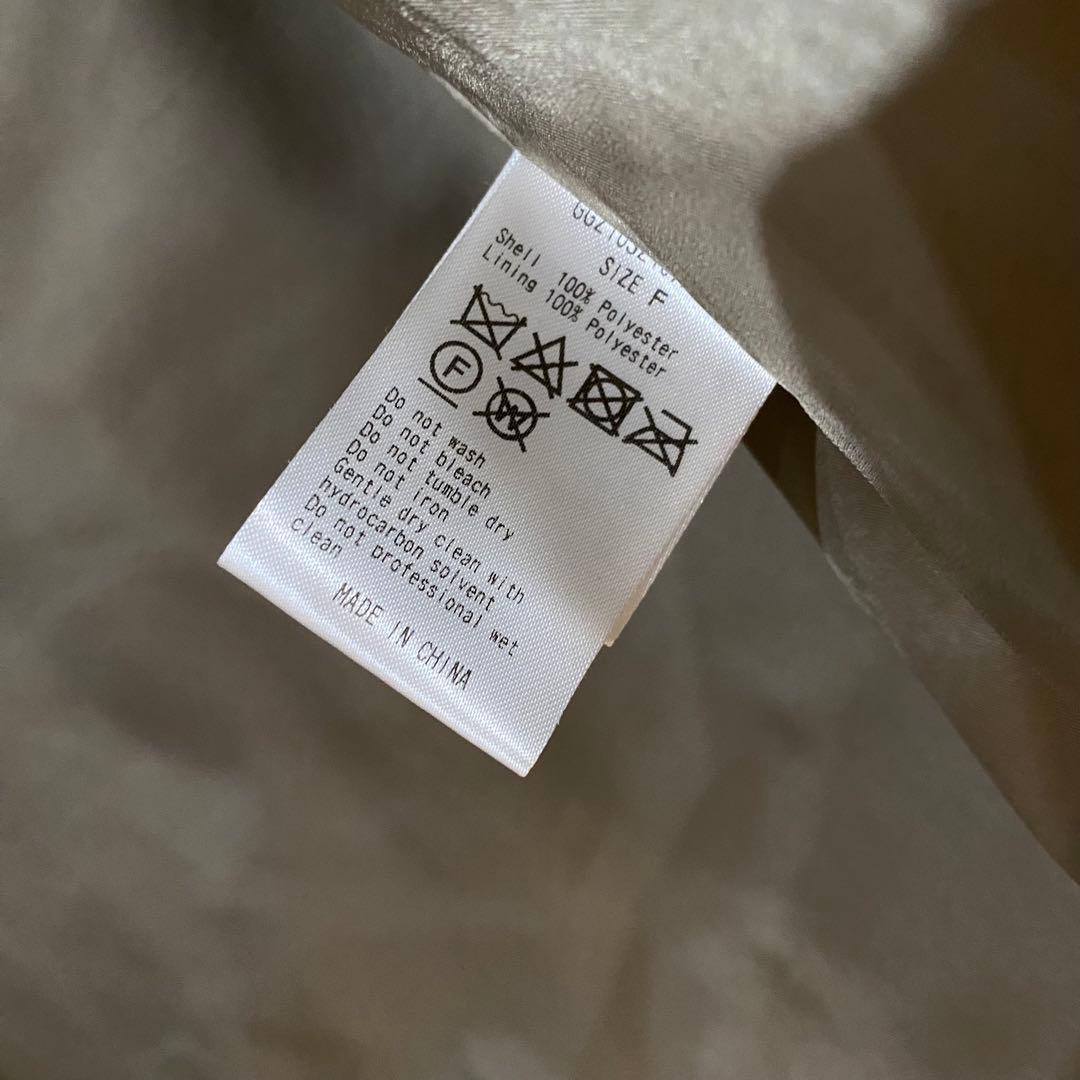 SIZE F
Shell 100% Polyester
Lining 100% Polyester
F
W
Do not wash
Do not bleach
Do not tumble dry
Do not iron
Gentle dry clean with
hydrocarbon solvent
Do not professional wet
clean
MADE IN CHINA